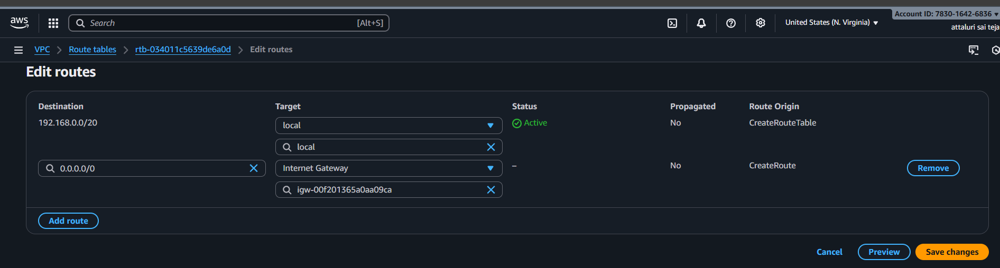 aws
Search [Alt+S]
United States (N. Virginia)
Account ID: 7830-1642-6836
attaluri sai teja
VPC > Route tables > rtb-034011c5639de6a0d > Edit routes
Edit routes
Destination Target Status Propagated Route Origin
192.168.0.0/20 local Active No CreateRouteTable
local
0.0.0.0/0 Internet Gateway – No CreateRoute Remove
igw-00f201365a0aa09ca
Add route
Cancel Preview Save changes